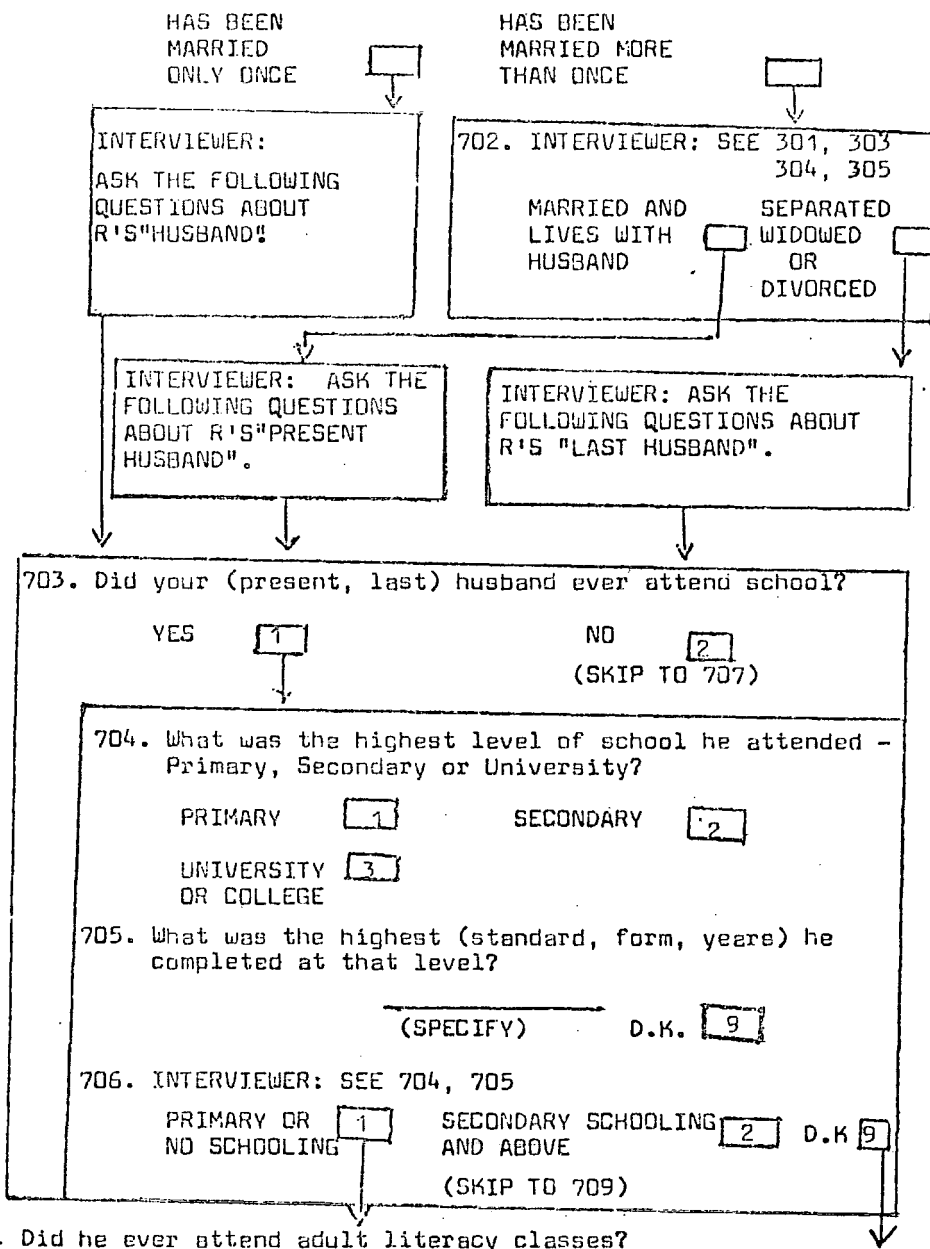 HAS BEEN
MARRIED
ONLY ONCE
HAS BEEN
MARRIED MORE
THAN ONCE
INTERVIEWER:
ASK THE FOLLOWING
QUESTIONS ABOUT
R'S"HUSBAND".
702. INTERVIEWER: SEE 301, 303
304, 305
MARRIED AND
LIVES WITH
HUSBAND
SEPARATED
WIDOWED
OR
DIVORCED
INTERVIEWER: ASK THE
FOLLOWING QUESTIONS
ABOUT R'S"PRESENT
HUSBAND".
INTERVIEWER: ASK THE
FOLLOWING QUESTIONS ABOUT
R'S "LAST HUSBAND".
703. Did your (present, last) husband ever attend school?
YES 1 NO 2
(SKIP TO 707)
704. What was the highest level of school he attended -
Primary, Secondary or University?
PRIMARY 1 SECONDARY 2
UNIVERSITY 3
OR COLLEGE
705. What was the highest (standard, form, years) he
completed at that level?
(SPECIFY) D.K. 9
706. INTERVIEWER: SEE 704, 705
PRIMARY OR 1 SECONDARY SCHOOLING 2 D.K 9
NO SCHOOLING AND ABOVE
(SKIP TO 709)
. Did he ever attend adult literacy classes?